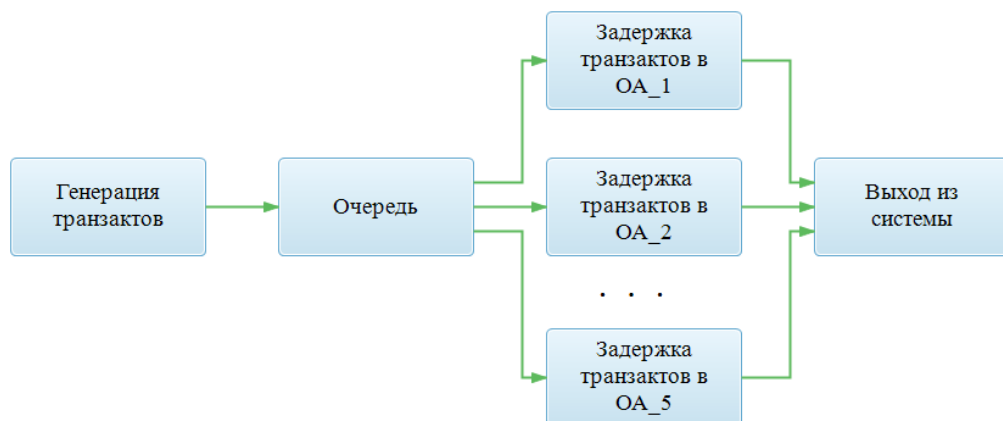 Задержка
транзактов в
ОА_1
Генерация
транзактов
Очередь
Задержка
транзактов в
ОА_2
Выход из
системы
. . .
Задержка
транзактов в
ОА_5